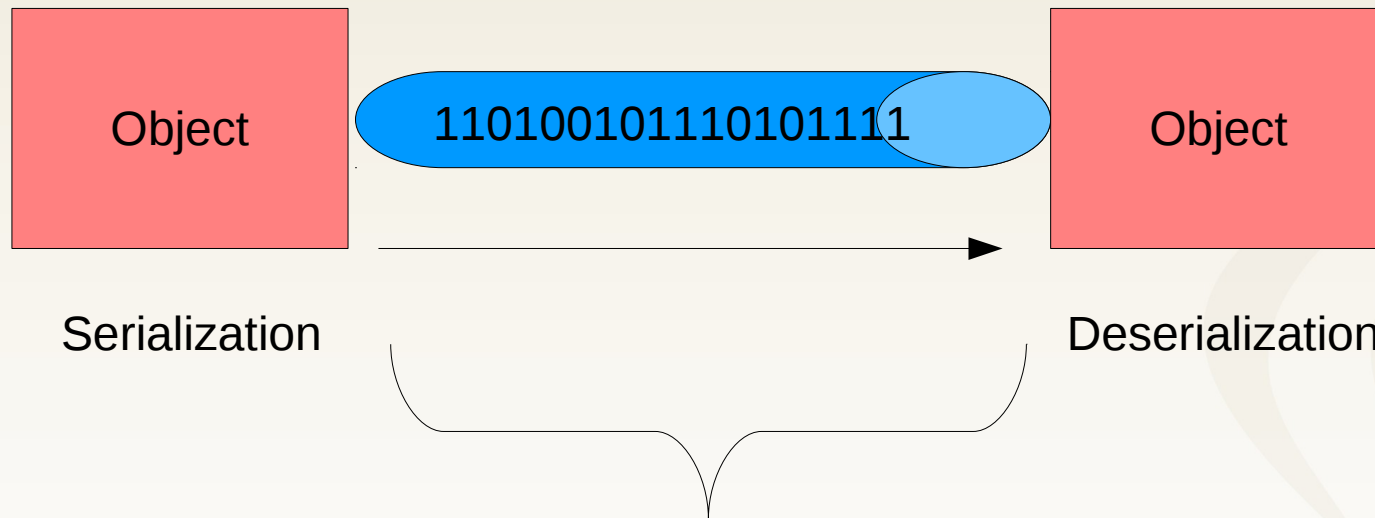 Object
110100101110101111
Object
Serialization
Deserialization